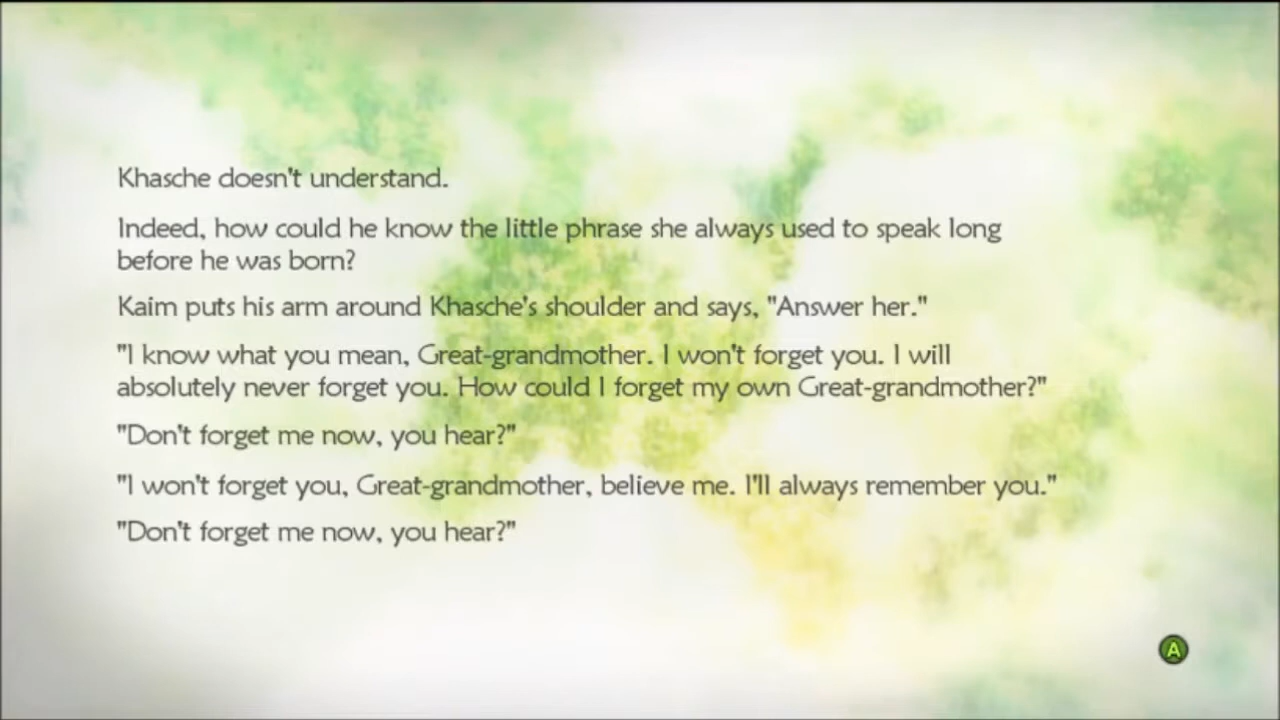 Khasche doesn't understand.
Indeed, how could he know the little phrase she always used to speak long
before he was born?
Kaim puts his arm around Khasche's shoulder and says, "Answer her."
"I know what you mean, Great-grandmother. I won't forget you. I will
absolutely never forget you. How could I forget my own Great-grandmother?"
"Don't forget me now, you hear?"
"I won't forget you, Great-grandmother, believe me. I'll always remember you."
"Don't forget me now, you hear?"
A